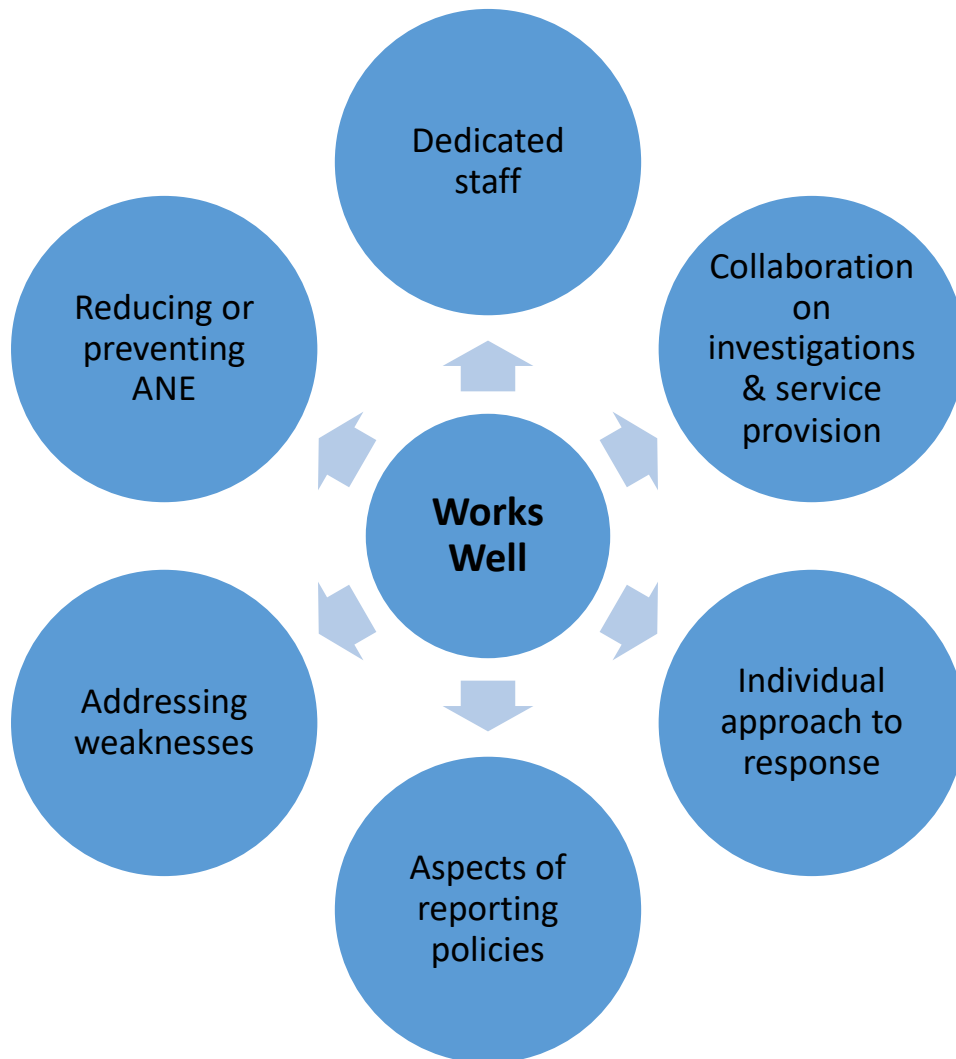 Dedicated
staff
Collaboration
on
investigations
& service
provision
Individual
approach to
response
Aspects of
reporting
policies
Addressing
weaknesses
Reducing or
preventing
ANE
Works
Well